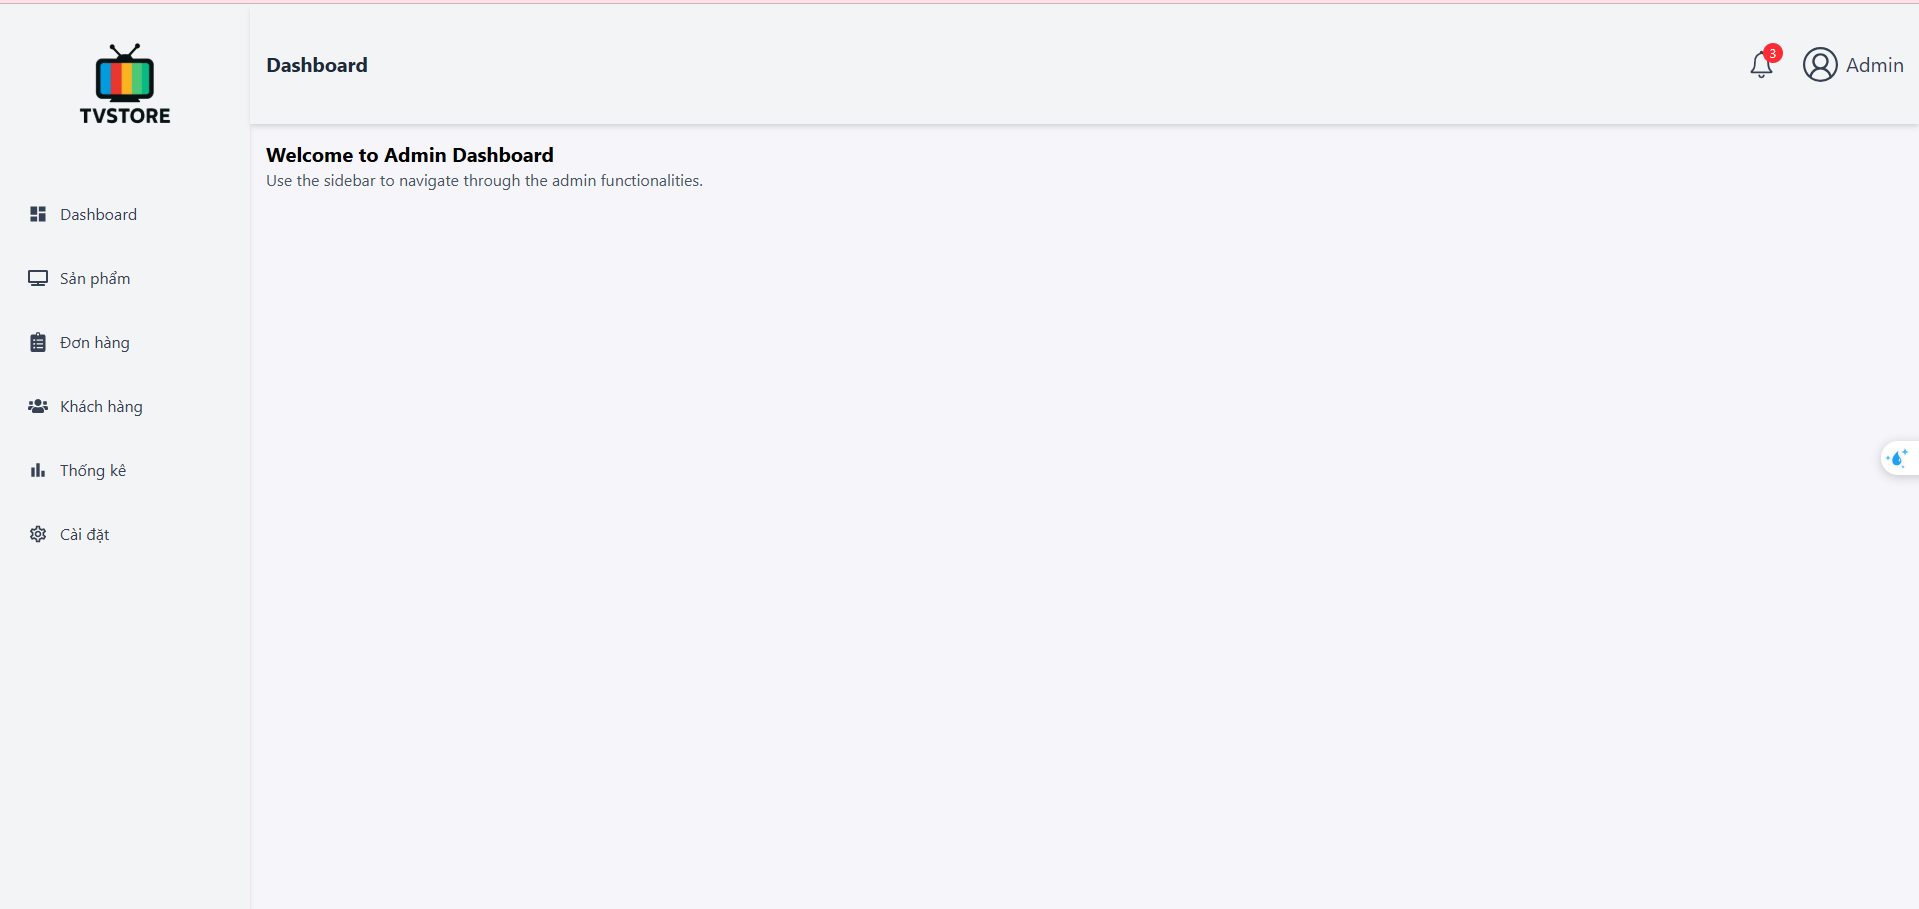 TVSTORE
Dashboard
3
Admin
Welcome to Admin Dashboard
Use the sidebar to navigate through the admin functionalities.
Dashboard
Sản phẩm
Đơn hàng
Khách hàng
Thống kê
Cài đặt